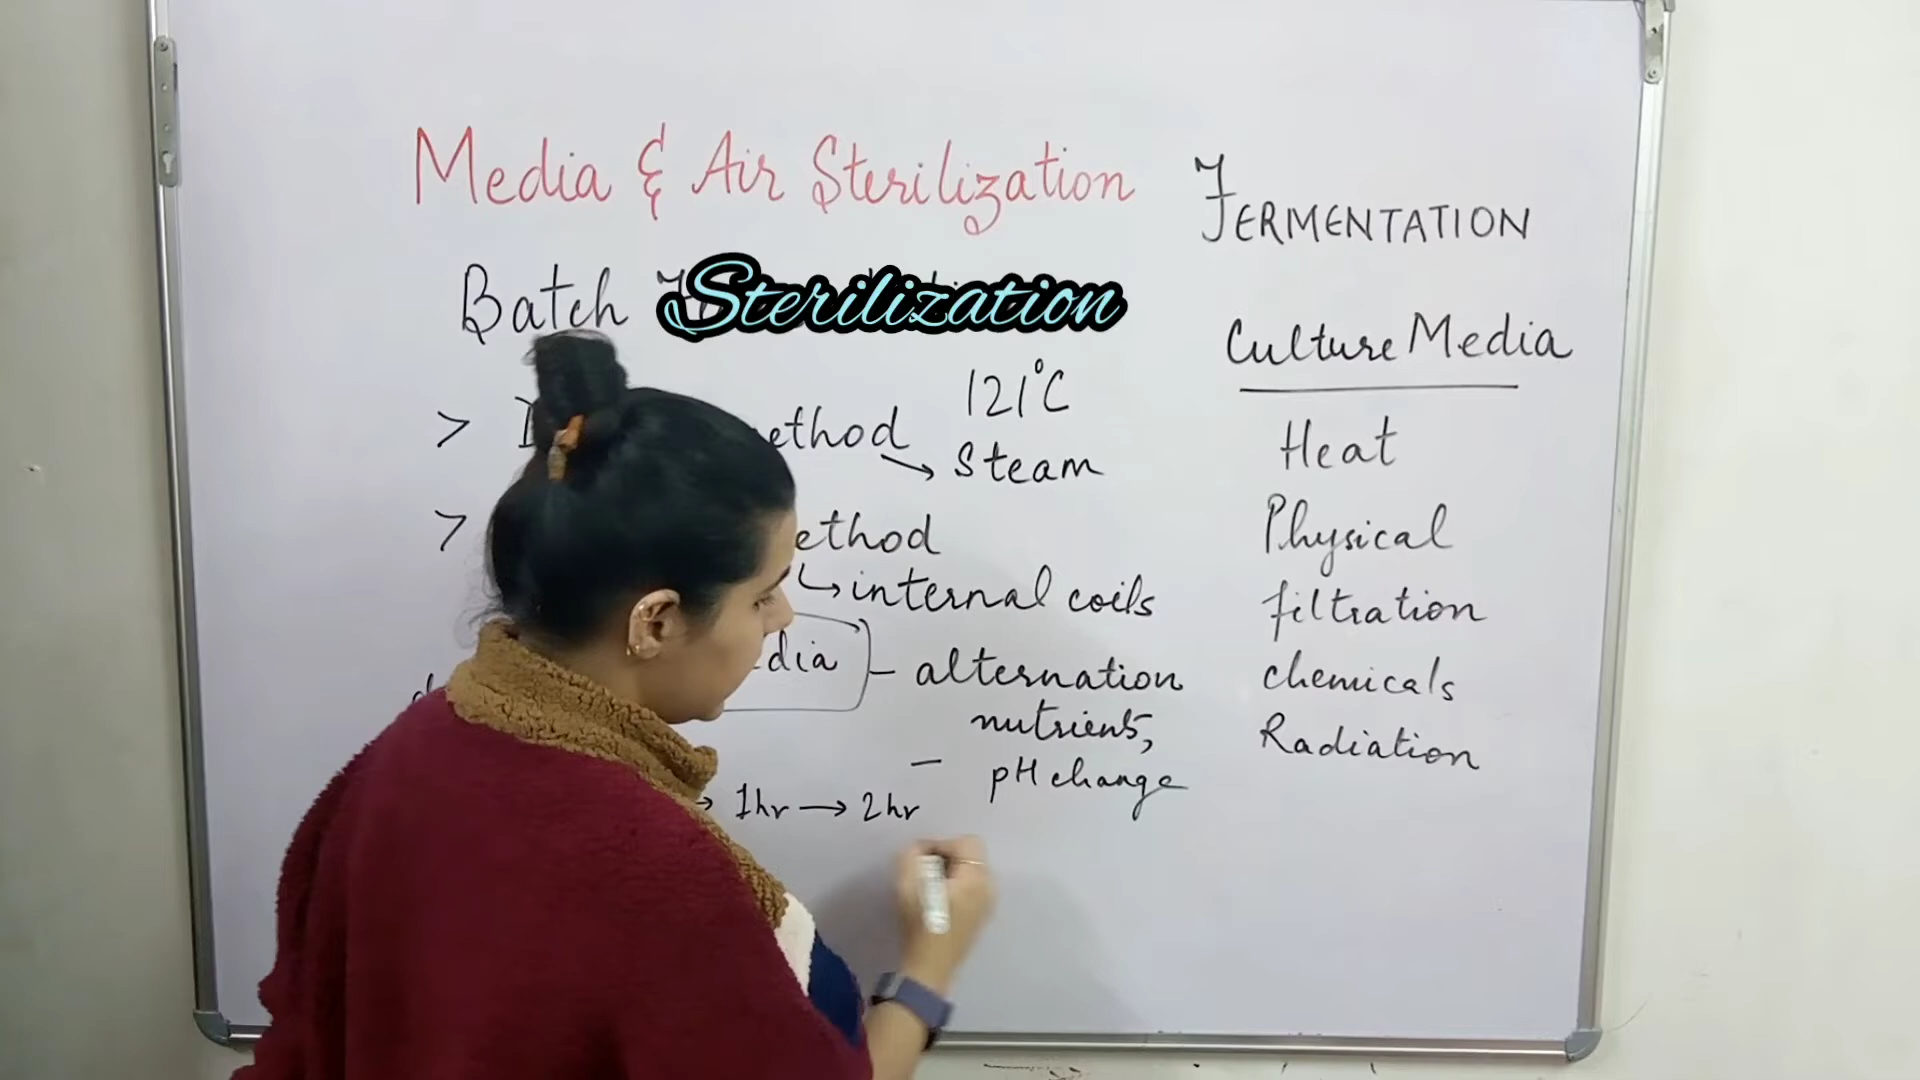 Media & Air Sterilization
FERMENTATION
Batch Sterilization
Culture Media
121°C
> ethod
Steam
Heat
> ethod
Physical
internal coils
filtration
dia - alternation
nutrients,
chemicals
- pH change
Radiation
1hr → 2hr